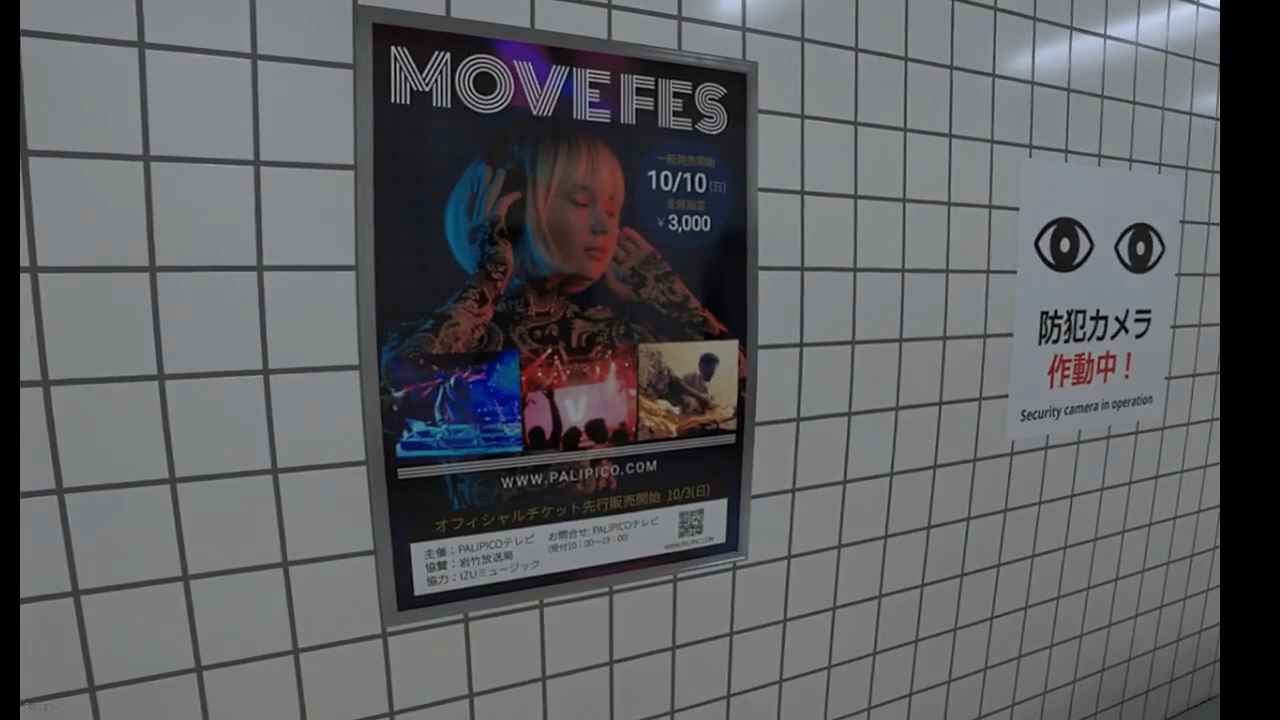 MOVE FES
一般発売開始
10/10(日)
全席指定
¥3,000
WWW.PALIPICO.COM
オフィシャルチケット先行販売開始 10/3(日)
主催:PALIPICOテレビ
協賛:岩竹放送局
協力:IZUミュージック
お問合せ: PALIPICOテレビ
(受付10:00〜19:00)
WWW.PALIPIC.COM
防犯カメラ
作動中!
Security camera in operation